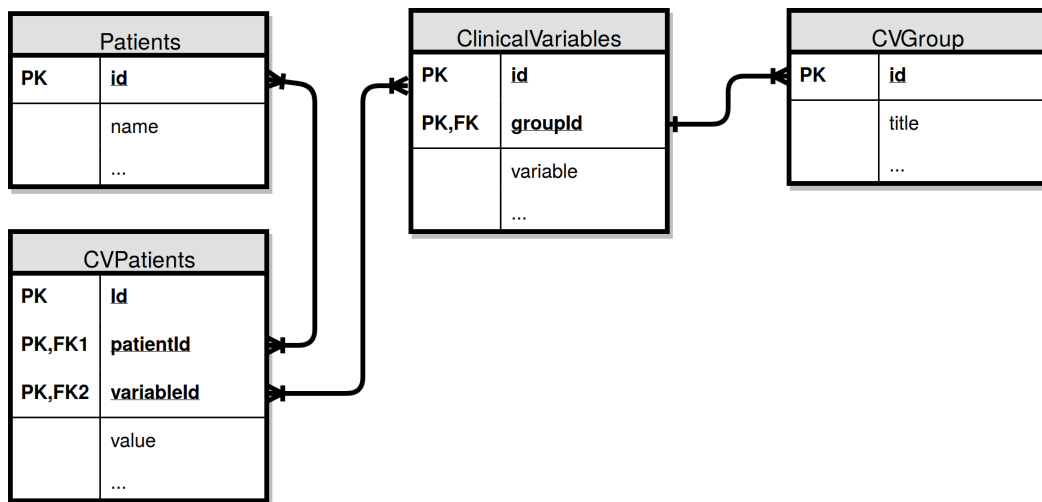 Patients
PK id
name
...
CVPatients
PK Id
PK,FK1 patientId
PK,FK2 variableId
value
...
ClinicalVariables
PK id
PK,FK groupId
variable
...
CVGroup
PK id
title
...